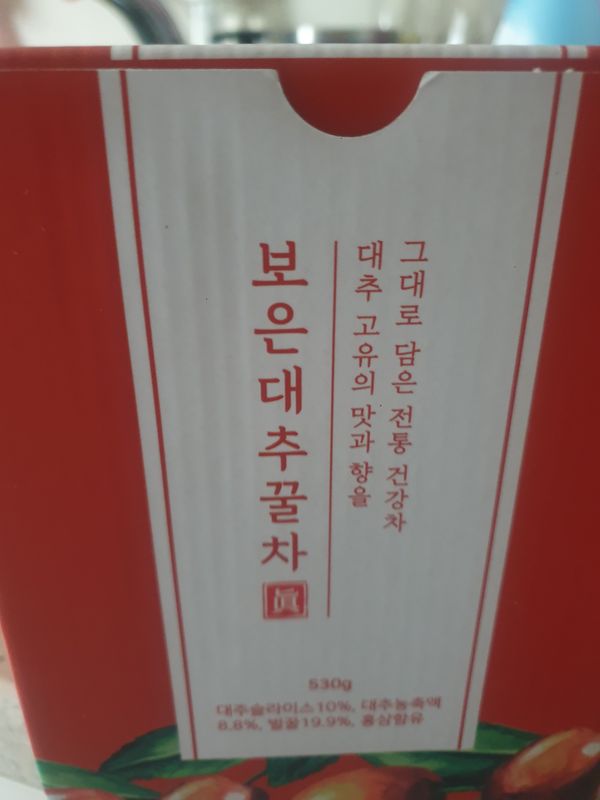 보은대추꿀차
眞
대추 고유의 맛과 향을
그대로 담은 전통 건강차
530g
대추슬라이스10%, 대추농축액
8.8%, 벌꿀19.9%, 홍삼함유